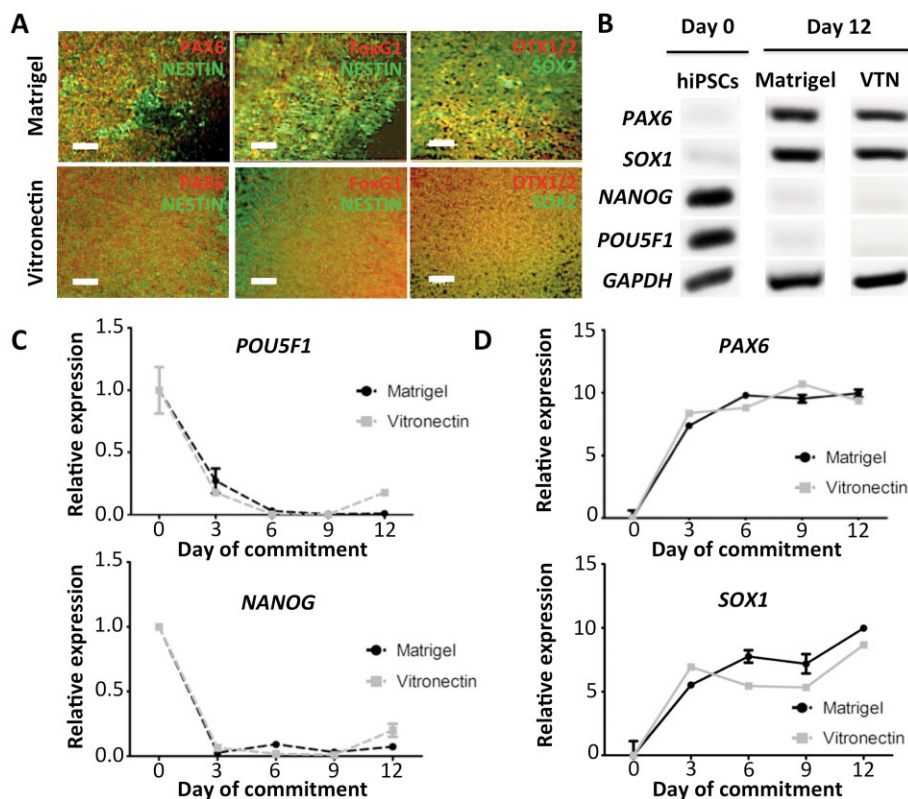 A
Matrigel
PAX6
NESTIN
FoxG1
NESTIN
OTX1/2
SOX2
Vitronectin
PAX6
NESTIN
FoxG1
NESTIN
OTX1/2
SOX2
B
Day 0 Day 12
hiPSCs Matrigel VTN
PAX6
SOX1
NANOG
POU5F1
GAPDH
C
POU5F1
Relative expression
1.5
1.0
0.5
0.0
Matrigel
Vitronectin
0 3 6 9 12
Day of commitment
NANOG
Relative expression
1.5
1.0
0.5
0.0
Matrigel
Vitronectin
0 3 6 9 12
Day of commitment
D
PAX6
Relative expression
15
10
5
0
Matrigel
Vitronectin
0 3 6 9 12
Day of commitment
SOX1
Relative expression
15
10
5
0
Matrigel
Vitronectin
0 3 6 9 12
Day of commitment